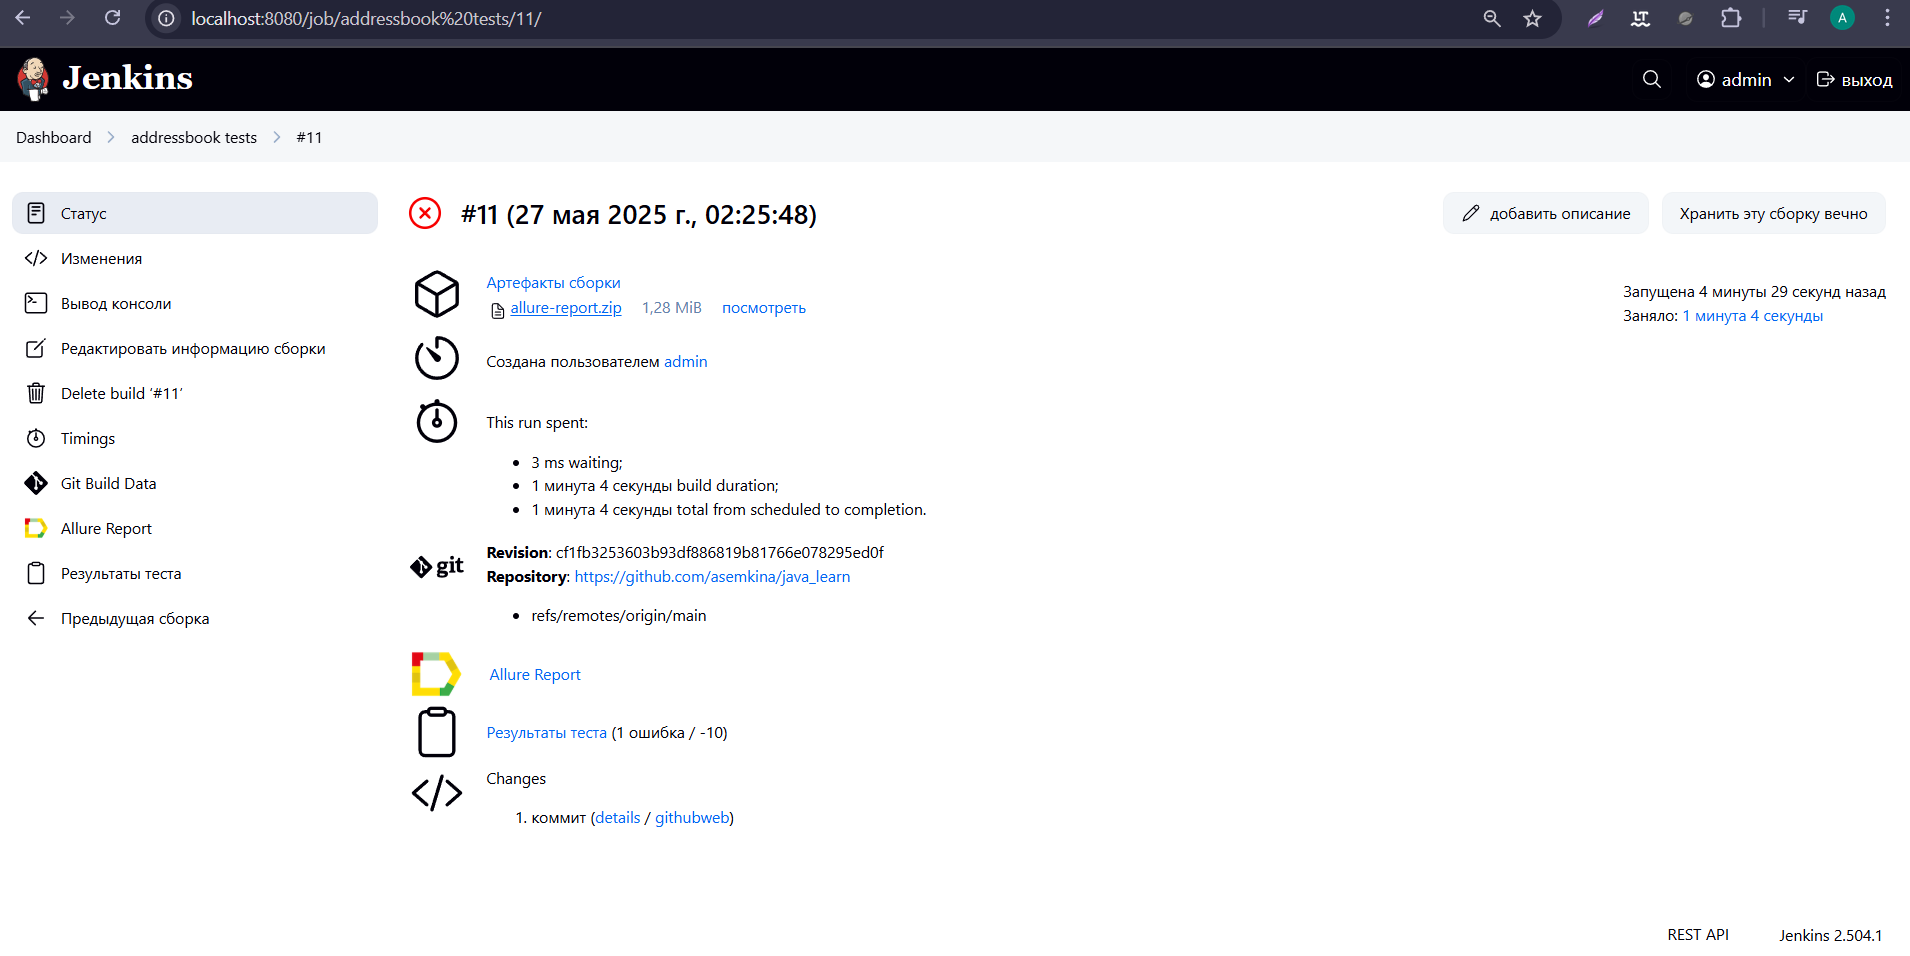 localhost:8080/job/addressbook%20tests/11/
A
Jenkins
admin
выход
Dashboard
addressbook tests
#11
Статус
Изменения
Вывод консоли
Редактировать информацию сборки
Delete build ‘#11’
Timings
Git Build Data
Allure Report
Результаты теста
Предыдущая сборка
#11 (27 мая 2025 г., 02:25:48)
добавить описание
Хранить эту сборку вечно
Артефакты сборки
allure-report.zip 1,28 MiB посмотреть
Запущена 4 минуты 29 секунд назад
Заняло: 1 минута 4 секунды
Создана пользователем admin
This run spent:
3 ms waiting;
1 минута 4 секунды build duration;
1 минута 4 секунды total from scheduled to completion.
git
Revision: cf1fb3253603b93df886819b81766e078295ed0f
Repository: https://github.com/asemkina/java_learn
refs/remotes/origin/main
Allure Report
Результаты теста (1 ошибка / -10)
Changes
1. коммит (details / githubweb)
REST API
Jenkins 2.504.1